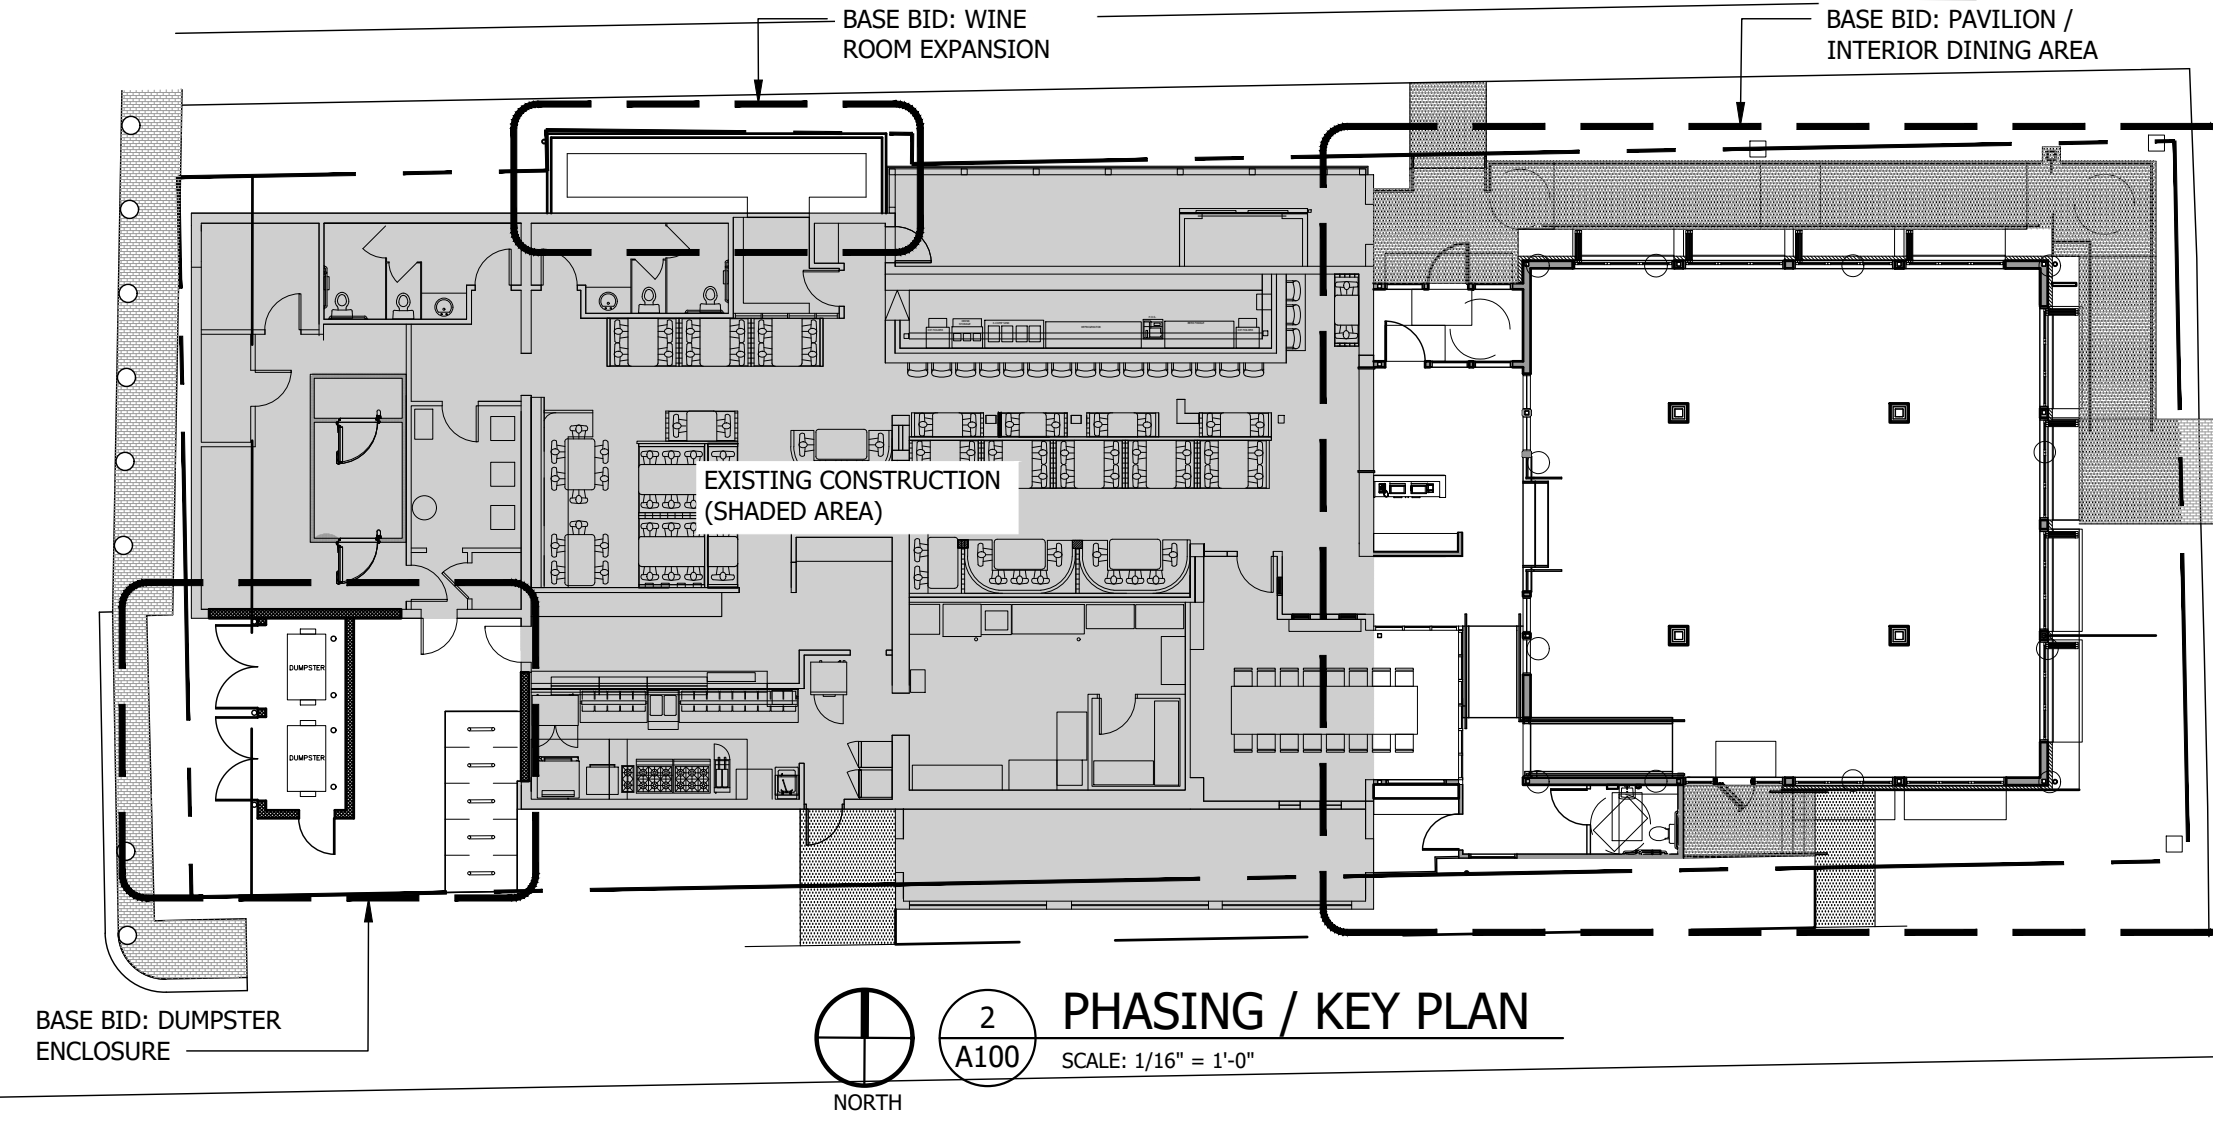 BASE BID: WINE
ROOM EXPANSION
BASE BID: PAVILION /
INTERIOR DINING AREA
EXISTING CONSTRUCTION
(SHADED AREA)
DUMPSTER
DUMPSTER
BASE BID: DUMPSTER
ENCLOSURE
NORTH
2
A100
PHASING / KEY PLAN
SCALE: 1/16" = 1'-0"